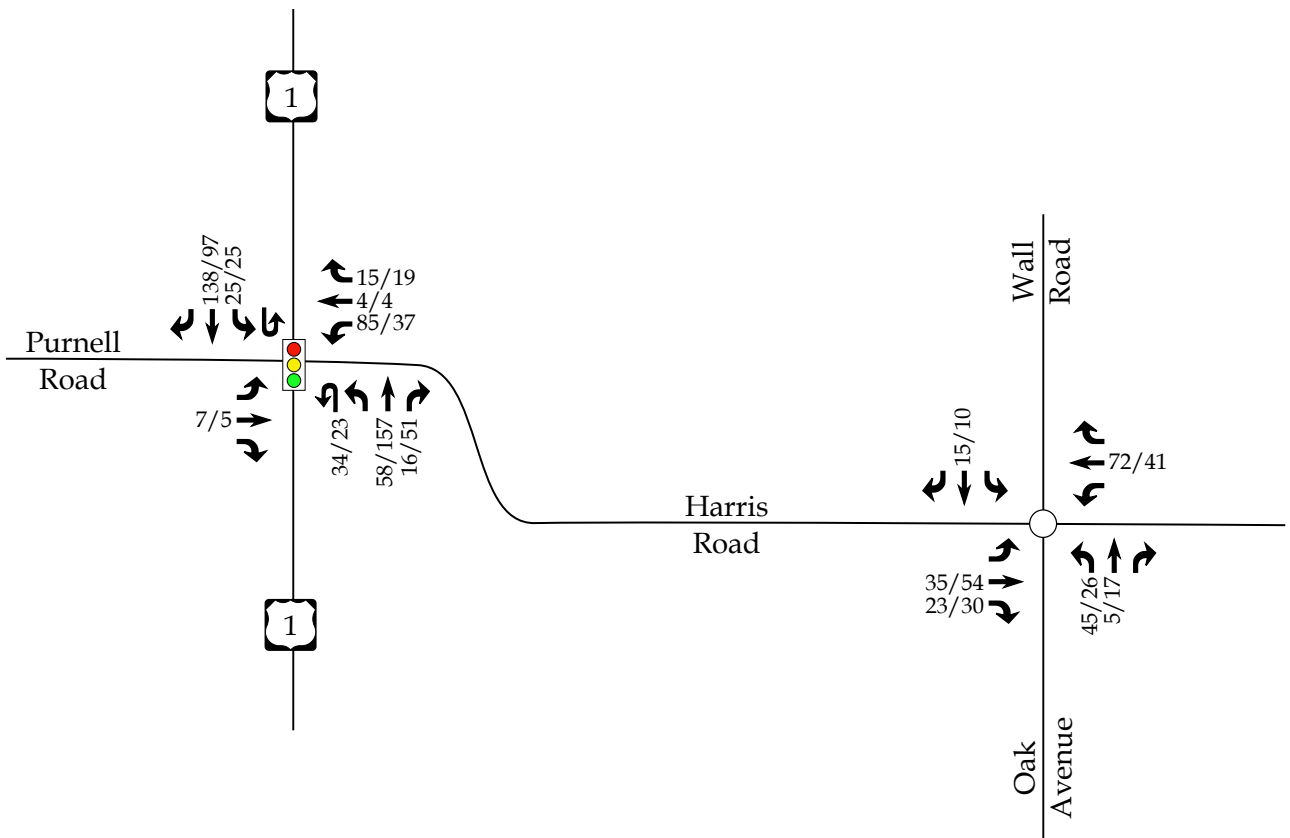 1
138/97
25/25
15/19
4/4
85/37
Purnell
Road
7/5
34/23
58/157
16/51
Wall
Road
15/10
72/41
Harris
Road
35/54
23/30
45/26
5/17
1
Oak
Avenue